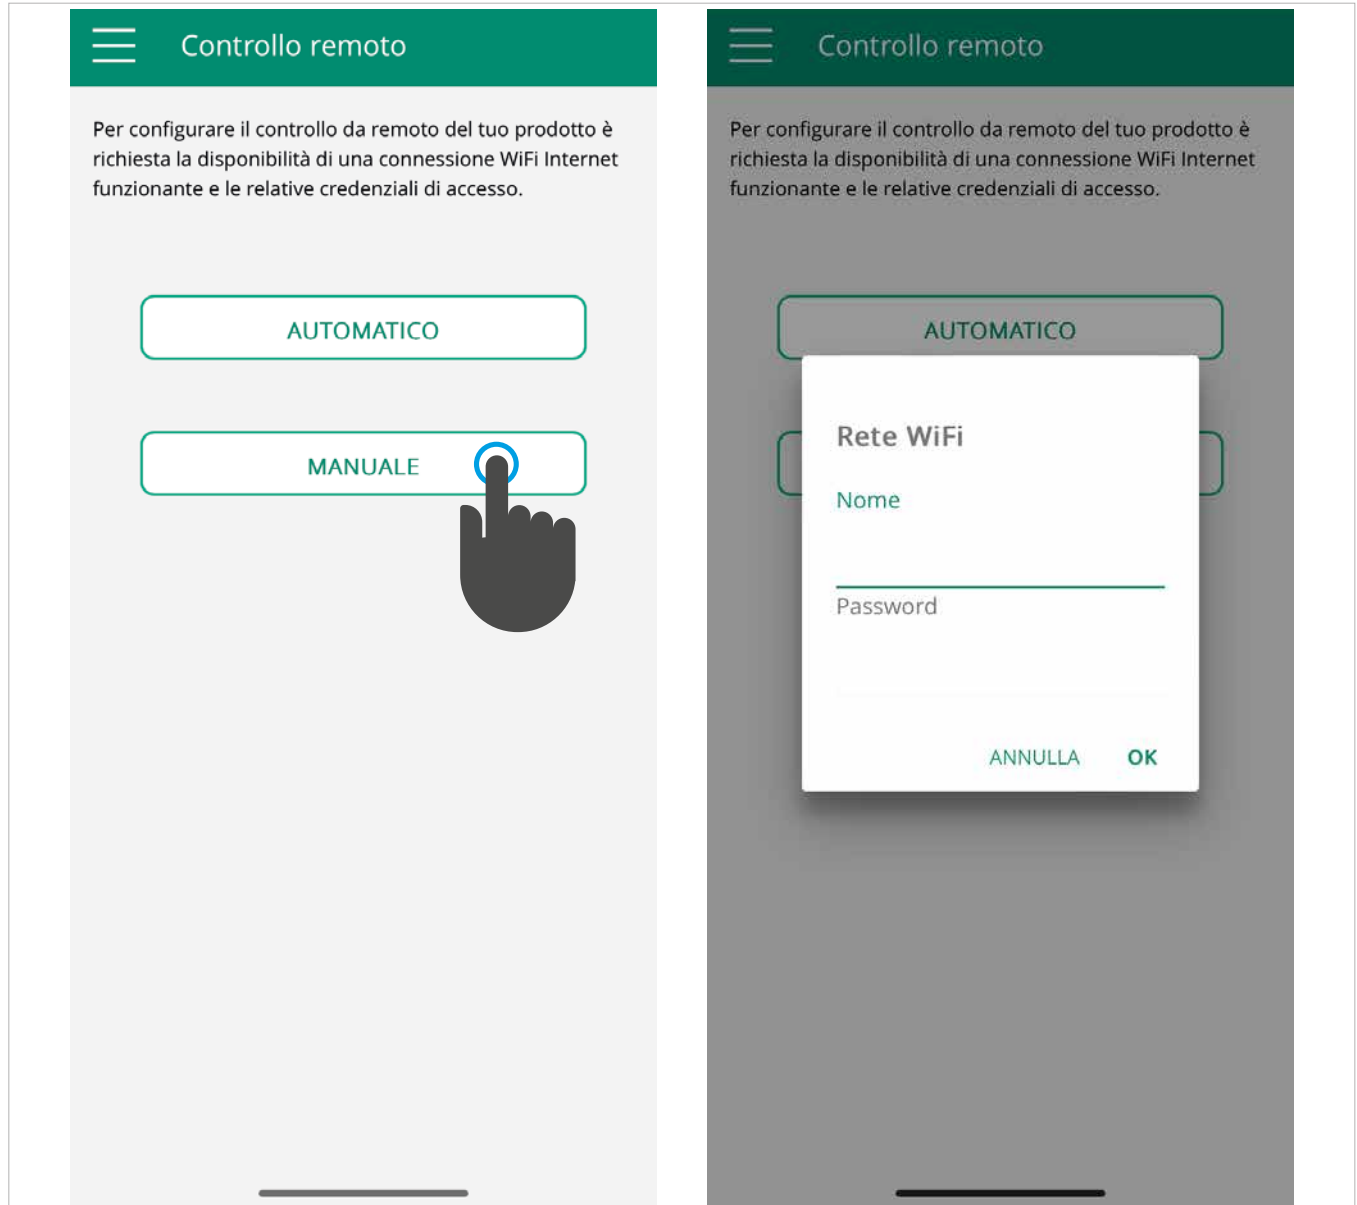 Controllo remoto
Per configurare il controllo da remoto del tuo prodotto è
richiesta la disponibilità di una connessione WiFi Internet
funzionante e le relative credenziali di accesso.
AUTOMATICO
MANUALE
Controllo remoto
Per configurare il controllo da remoto del tuo prodotto è
richiesta la disponibilità di una connessione WiFi Internet
funzionante e le relative credenziali di accesso.
AUTOMATICO
Rete WiFi
Nome
Password
ANNULLA OK